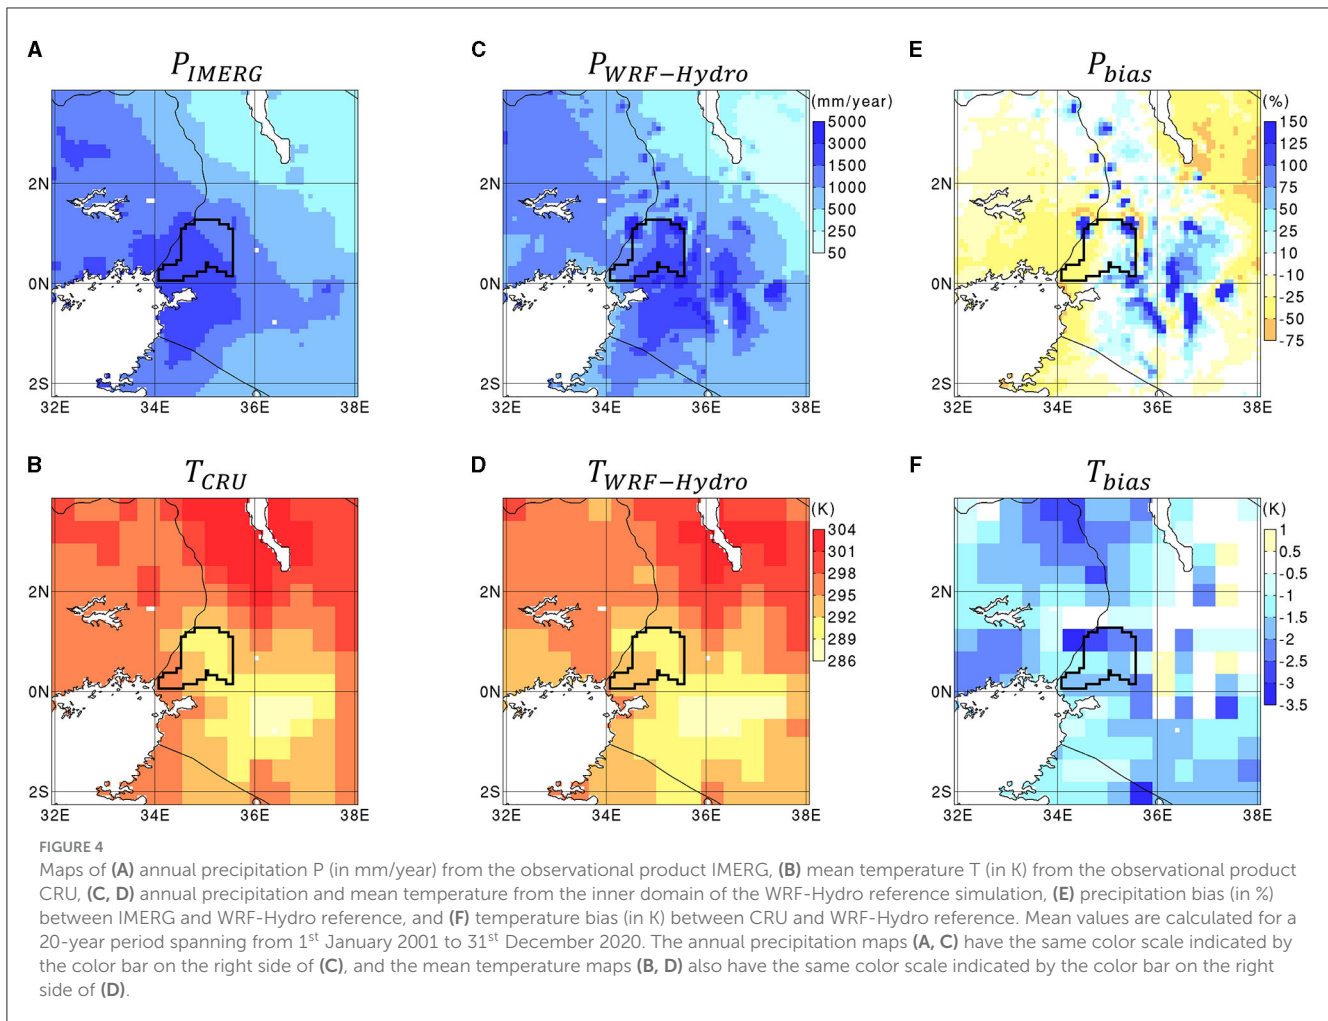 A
P_IMERG
C
P_WRF−Hydro
E
P_bias
(mm/year)
5000
3000
1500
1000
500
250
50
(%)
150
125
100
75
50
25
10
-10
-25
-50
-75
2N
0N
2S
32E 34E 36E 38E
32E 34E 36E 38E
2N
0N
2S
32E 34E 36E 38E
B
T_CRU
D
T_WRF−Hydro
F
T_bias
(K)
304
301
298
295
292
289
286
(K)
1
0.5
-0.5
-1
-2
-2.5
-3
-3.5
2N
0N
2S
32E 34E 36E 38E
2N
0N
2S
32E 34E 36E 38E
2N
0N
2S
32E 34E 36E 38E
FIGURE 4
Maps of (A) annual precipitation P (in mm/year) from the observational product IMERG, (B) mean temperature T (in K) from the observational product
CRU, (C, D) annual precipitation and mean temperature from the inner domain of the WRF-Hydro reference simulation, (E) precipitation bias (in %)
between IMERG and WRF-Hydro reference, and (F) temperature bias (in K) between CRU and WRF-Hydro reference. Mean values are calculated for a
20-year period spanning from 1st January 2001 to 31st December 2020. The annual precipitation maps (A, C) have the same color scale indicated by
the color bar on the right side of (C), and the mean temperature maps (B, D) also have the same color scale indicated by the color bar on the right
side of (D).